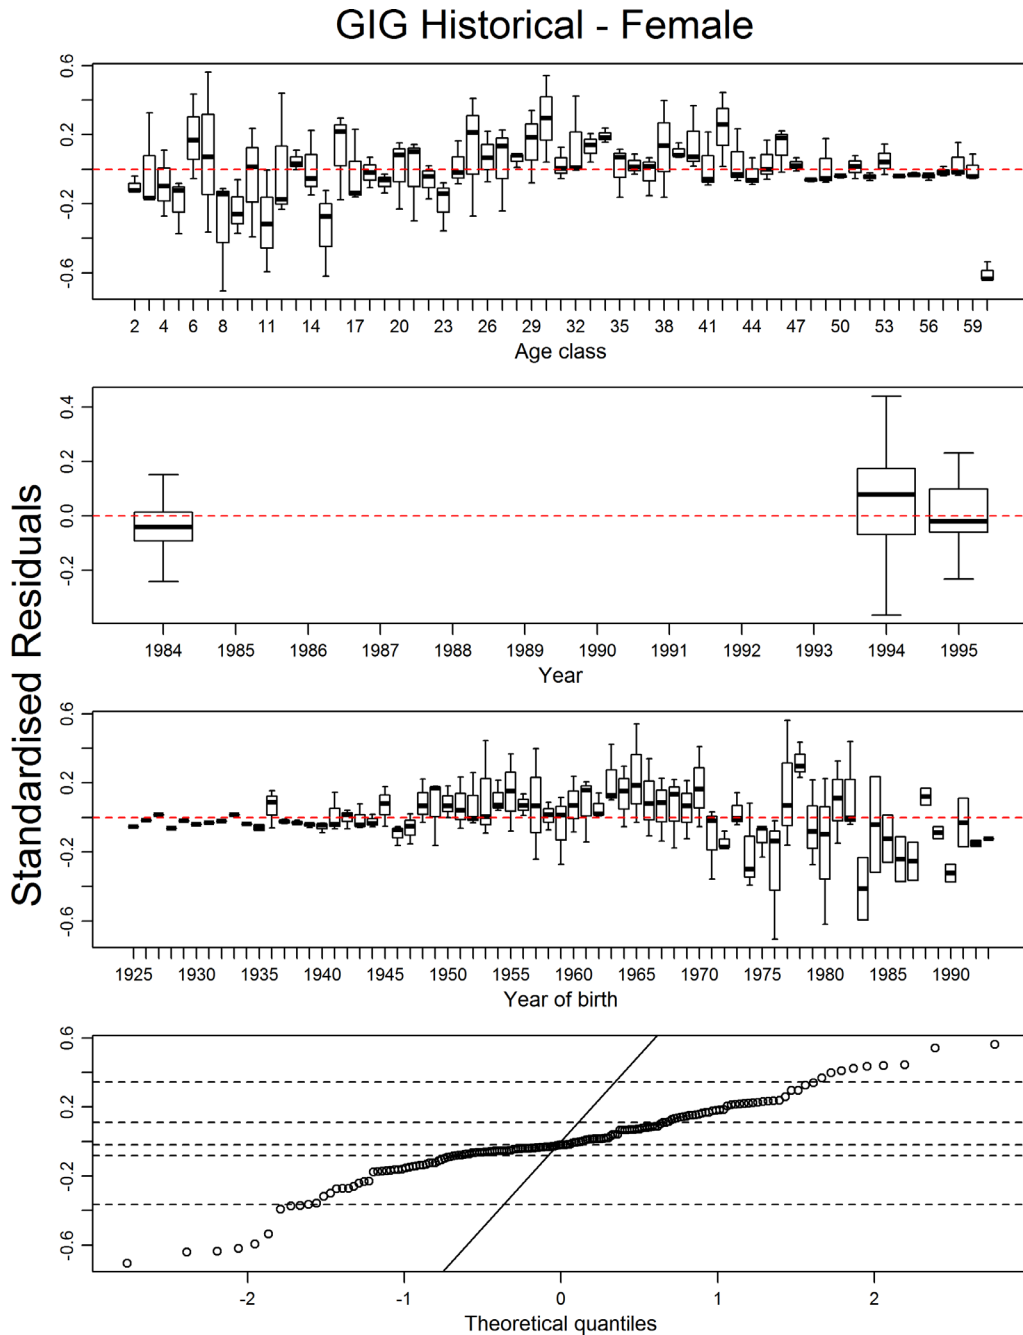 GIG Historical - Female
Standardised Residuals
0.6
0.2
-0.2
-0.6
2 4 6 8 11 14 17 20 23 26 29 32 35 38 41 44 47 50 53 56 59
Age class
0.4
0.2
0.0
-0.2
1984 1985 1986 1987 1988 1989 1990 1991 1992 1993 1994 1995
Year
0.6
0.2
-0.2
-0.6
1925 1930 1935 1940 1945 1950 1955 1960 1965 1970 1975 1980 1985 1990
Year of birth
0.6
0.2
-0.2
-0.6
-2 -1 0 1 2
Theoretical quantiles